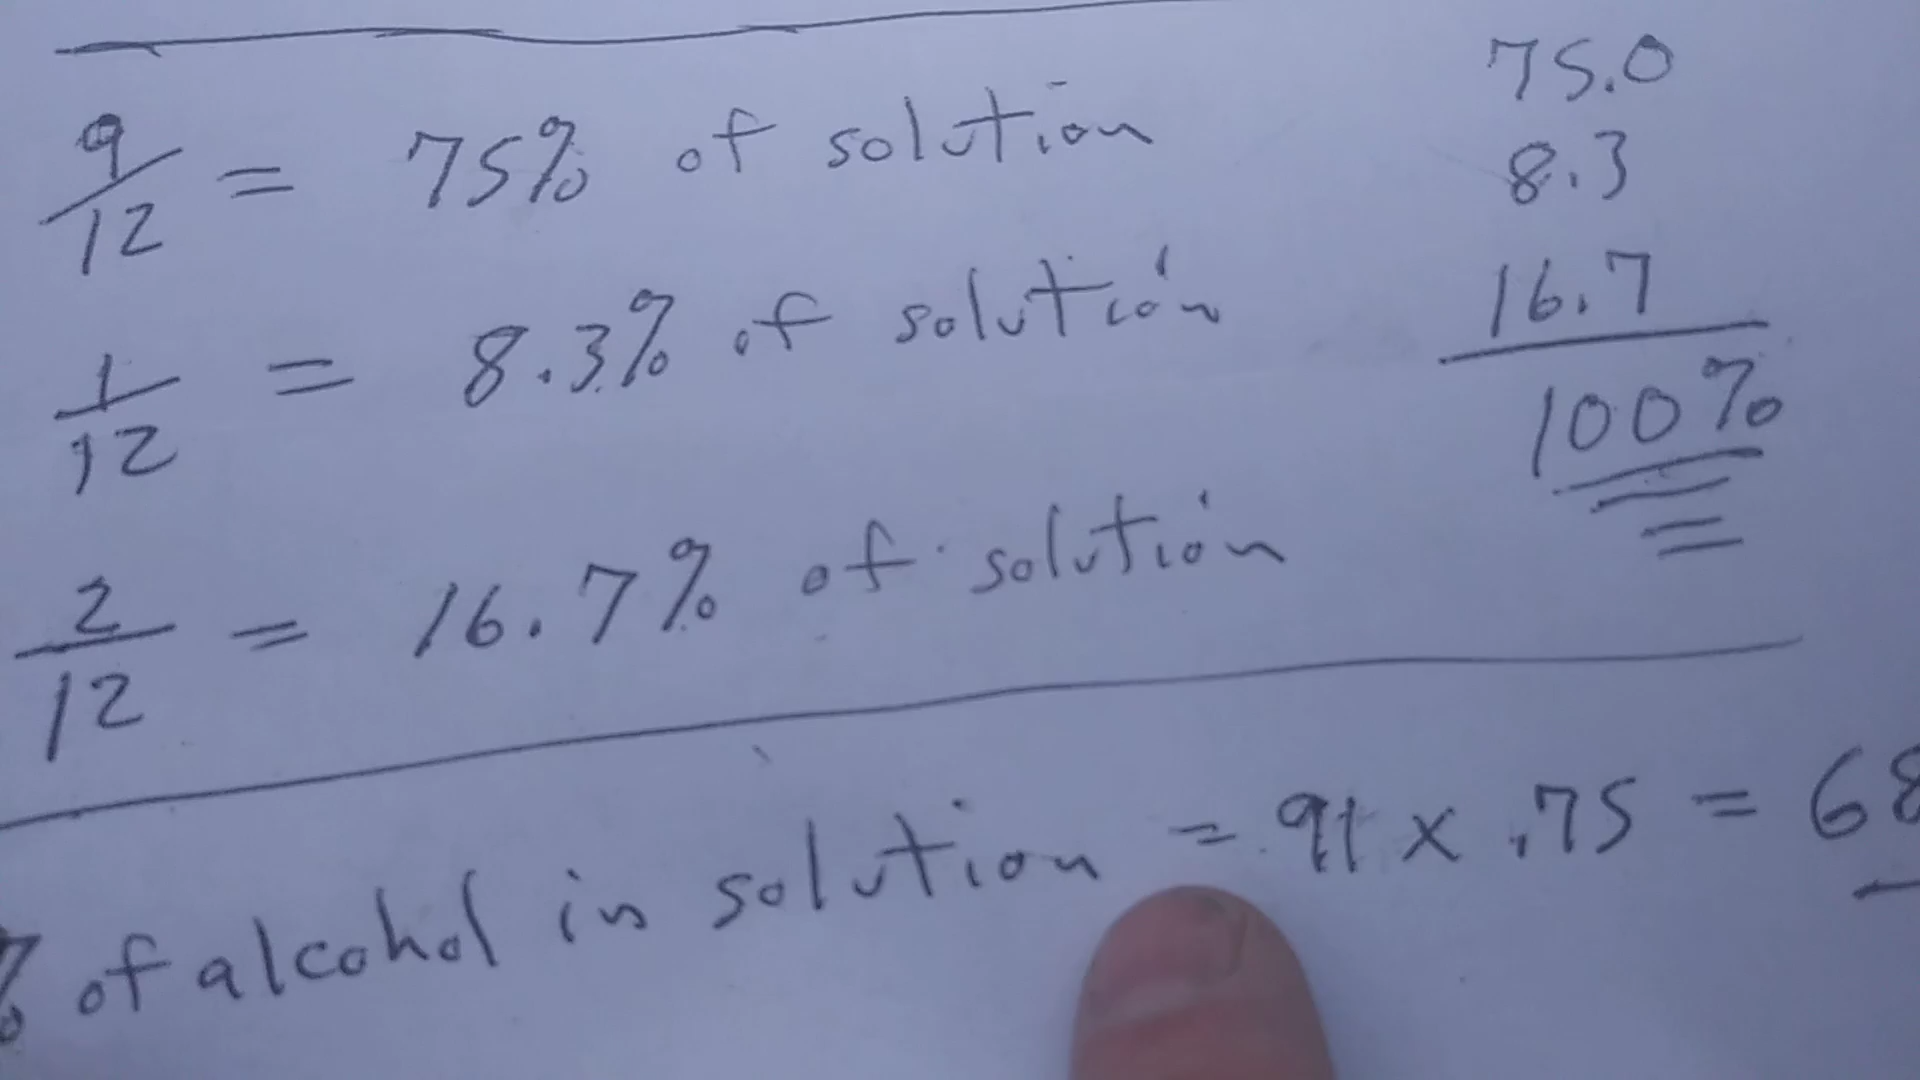 9/12 = 75% of solution
1/12 = 8.3% of solution
2/12 = 16.7% of solution
75.0
8.3
16.7
100%
% of alcohol in solution = 91 x .75 = 68